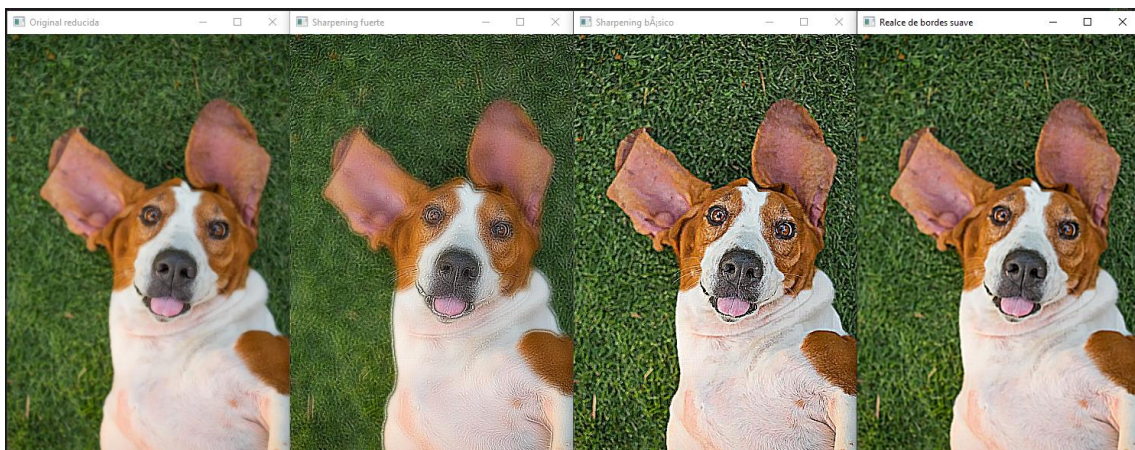 Original reducida
Sharpening fuerte
Sharpening bÃ¡sico
Realce de bordes suave